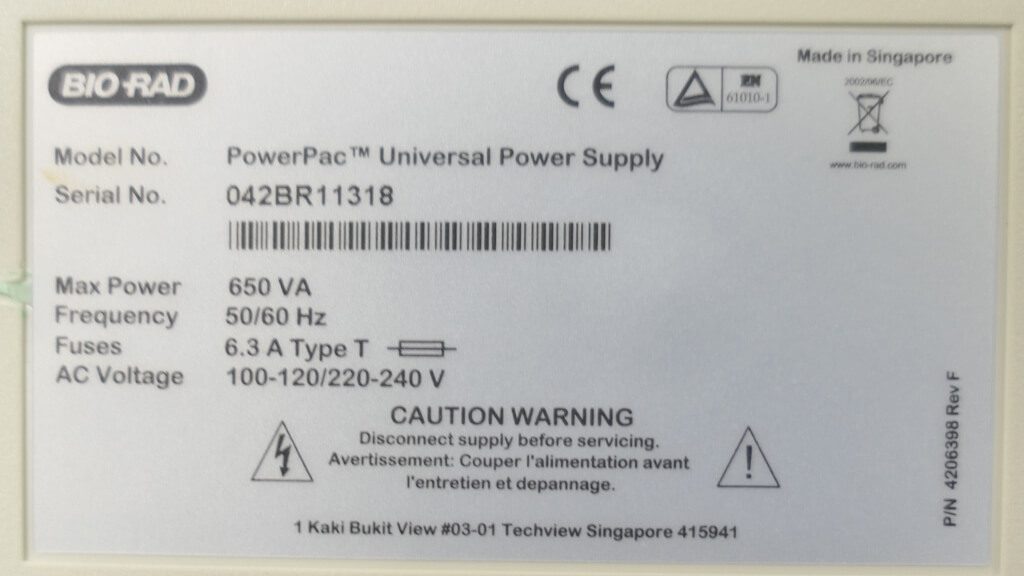 BIO-RAD
Made in Singapore
EN
61010-1
2002/96/EC
www.bio-rad.com
Model No. PowerPac™ Universal Power Supply
Serial No. 042BR11318
Max Power 650 VA
Frequency 50/60 Hz
Fuses 6.3 A Type T
AC Voltage 100-120/220-240 V
CAUTION WARNING
Disconnect supply before servicing.
Avertissement: Couper l'alimentation avant
l'entretien et depannage.
1 Kaki Bukit View #03-01 Techview Singapore 415941
P/N 4206398 Rev F